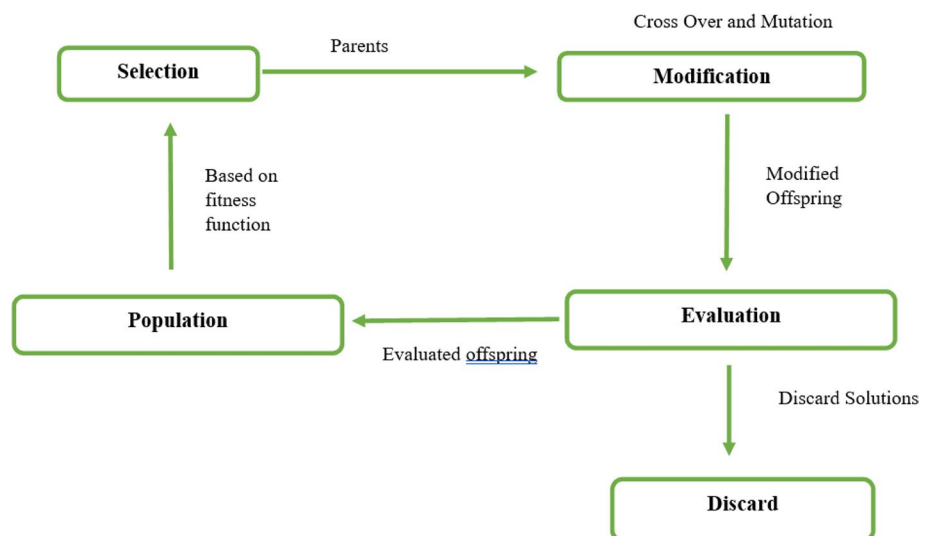 Cross Over and Mutation
Parents
Selection
Modification
Based on
fitness
function
Modified
Offspring
Population
Evaluation
Evaluated offspring
Discard Solutions
Discard